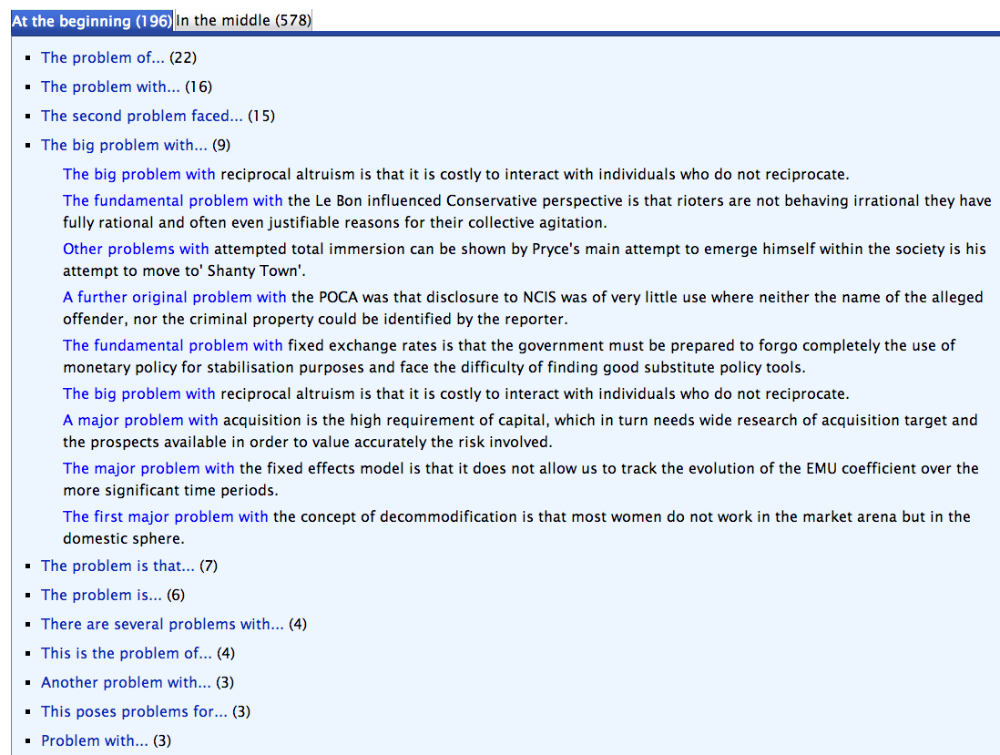 At the beginning (196) In the middle (578)
▪ The problem of... (22)
▪ The problem with... (16)
▪ The second problem faced... (15)
▪ The big problem with... (9)
The big problem with reciprocal altruism is that it is costly to interact with individuals who do not reciprocate.
The fundamental problem with the Le Bon influenced Conservative perspective is that rioters are not behaving irrational they have
fully rational and often even justifiable reasons for their collective agitation.
Other problems with attempted total immersion can be shown by Pryce's main attempt to emerge himself within the society is his
attempt to move to' Shanty Town'.
A further original problem with the POCA was that disclosure to NCIS was of very little use where neither the name of the alleged
offender, nor the criminal property could be identified by the reporter.
The fundamental problem with fixed exchange rates is that the government must be prepared to forgo completely the use of
monetary policy for stabilisation purposes and face the difficulty of finding good substitute policy tools.
The big problem with reciprocal altruism is that it is costly to interact with individuals who do not reciprocate.
A major problem with acquisition is the high requirement of capital, which in turn needs wide research of acquisition target and
the prospects available in order to value accurately the risk involved.
The major problem with the fixed effects model is that it does not allow us to track the evolution of the EMU coefficient over the
more significant time periods.
The first major problem with the concept of decommodification is that most women do not work in the market arena but in the
domestic sphere.
▪ The problem is that... (7)
▪ The problem is... (6)
▪ There are several problems with... (4)
▪ This is the problem of... (4)
▪ Another problem with... (3)
▪ This poses problems for... (3)
▪ Problem with... (3)